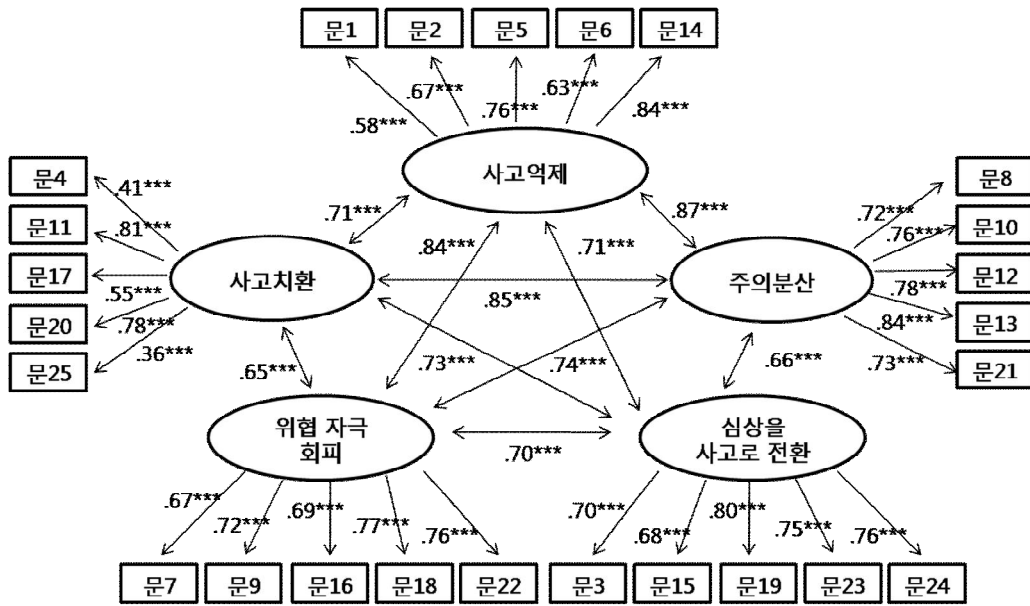 문1 문2 문5 문6 문14
.58*** .67*** .76*** .63*** .84***
사고억제
문4
문11
문17
문20
문25
.41***
.81***
.55***
.78***
.36***
사고치환
주의분산
.72***
.76***
.78***
.84***
.73***
문8
문10
문12
문13
문21
.71***
.87***
.84***
.71***
.85***
.65***
.73***
.74***
.66***
.70***
위협 자극
회피
심상을
사고로 전환
.67*** .72*** .69*** .77*** .76***
.70*** .68*** .80*** .75*** .76***
문7 문9 문16 문18 문22 문3 문15 문19 문23 문24